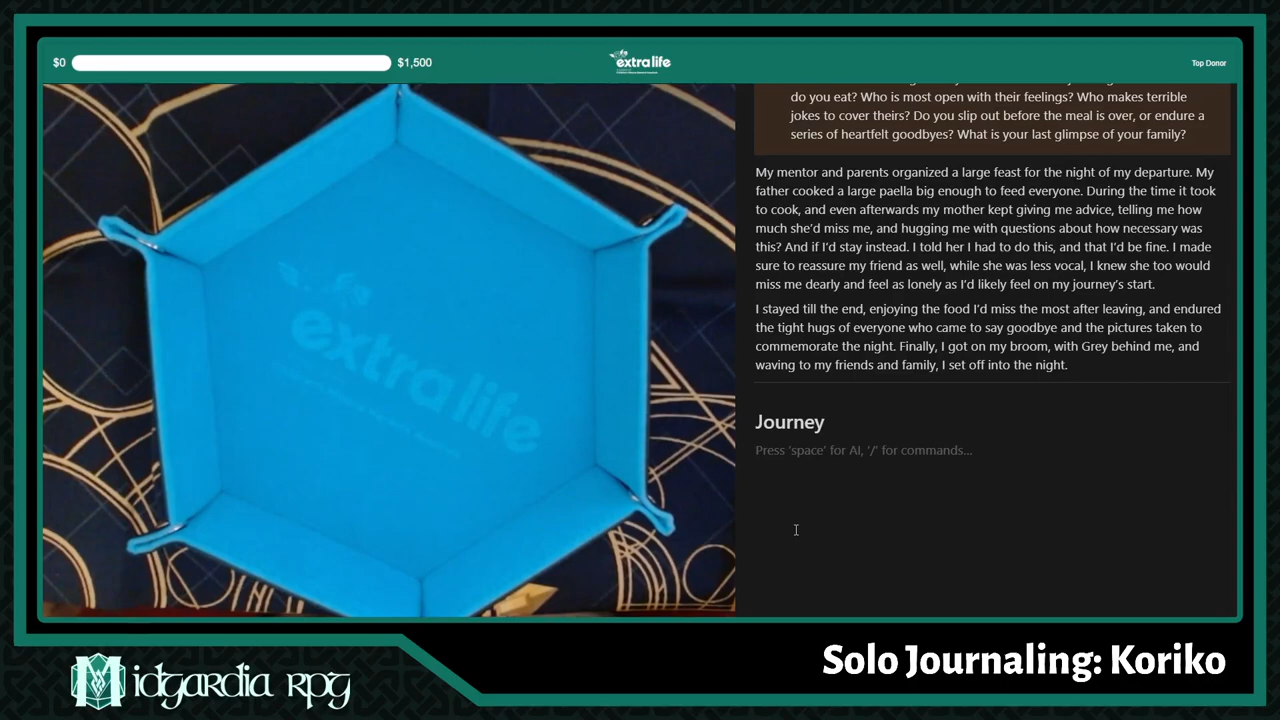 $0
$1,500
extra life
Top Donor
do you eat? Who is most open with their feelings? Who makes terrible
jokes to cover theirs? Do you slip out before the meal is over, or endure a
series of heartfelt goodbyes? What is your last glimpse of your family?
My mentor and parents organized a large feast for the night of my departure. My
father cooked a large paella big enough to feed everyone. During the time it took
to cook, and even afterwards my mother kept giving me advice, telling me how
much she'd miss me, and hugging me with questions about how necessary was
this? And if I'd stay instead. I told her I had to do this, and that I'd be fine. I made
sure to reassure my friend as well, while she was less vocal, I knew she too would
miss me dearly and feel as lonely as I'd likely feel on my journey's start.
I stayed till the end, enjoying the food I'd miss the most after leaving, and endured
the tight hugs of everyone who came to say goodbye and the pictures taken to
commemorate the night. Finally, I got on my broom, with Grey behind me, and
waving to my friends and family, I set off into the night.
Journey
Press 'space' for AI, '/' for commands...
extra life
Midgardia RPG
Solo Journaling: Koriko